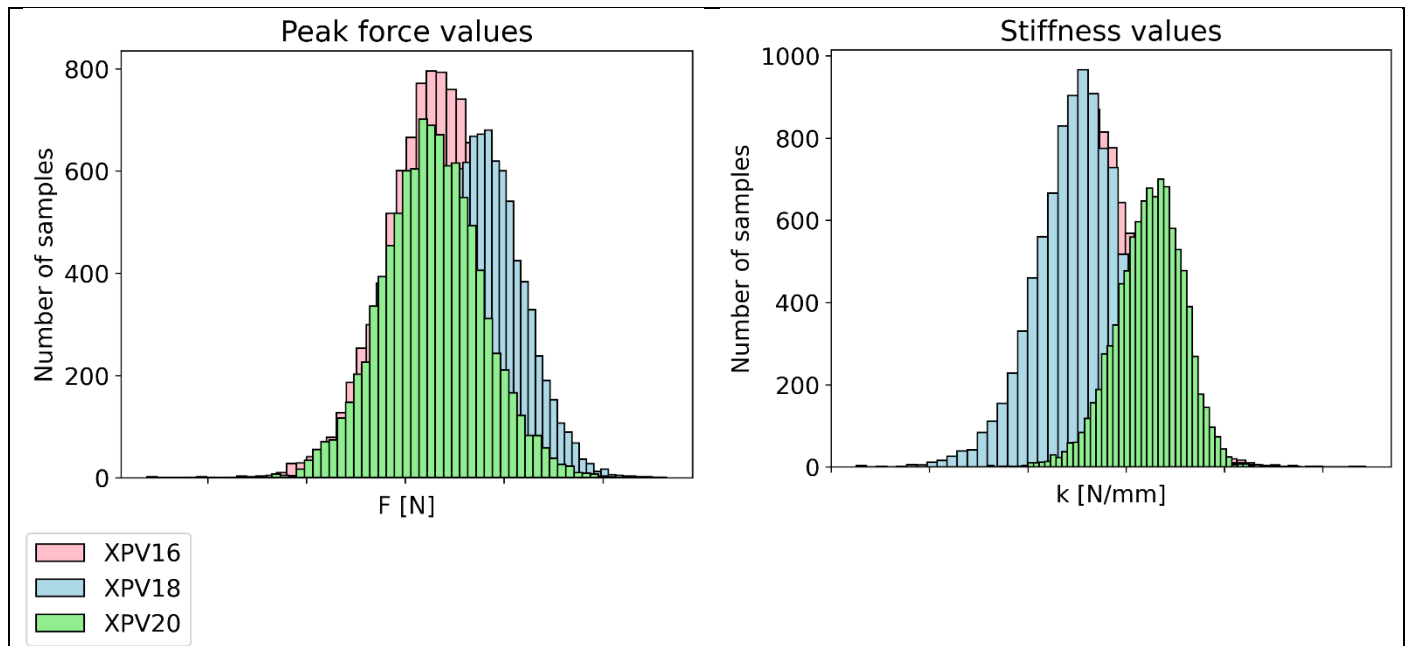 Peak force values
800
600
400
200
0
Number of samples
F [N]
Stiffness values
1000
800
600
400
200
0
Number of samples
k [N/mm]
XPV16
XPV18
XPV20